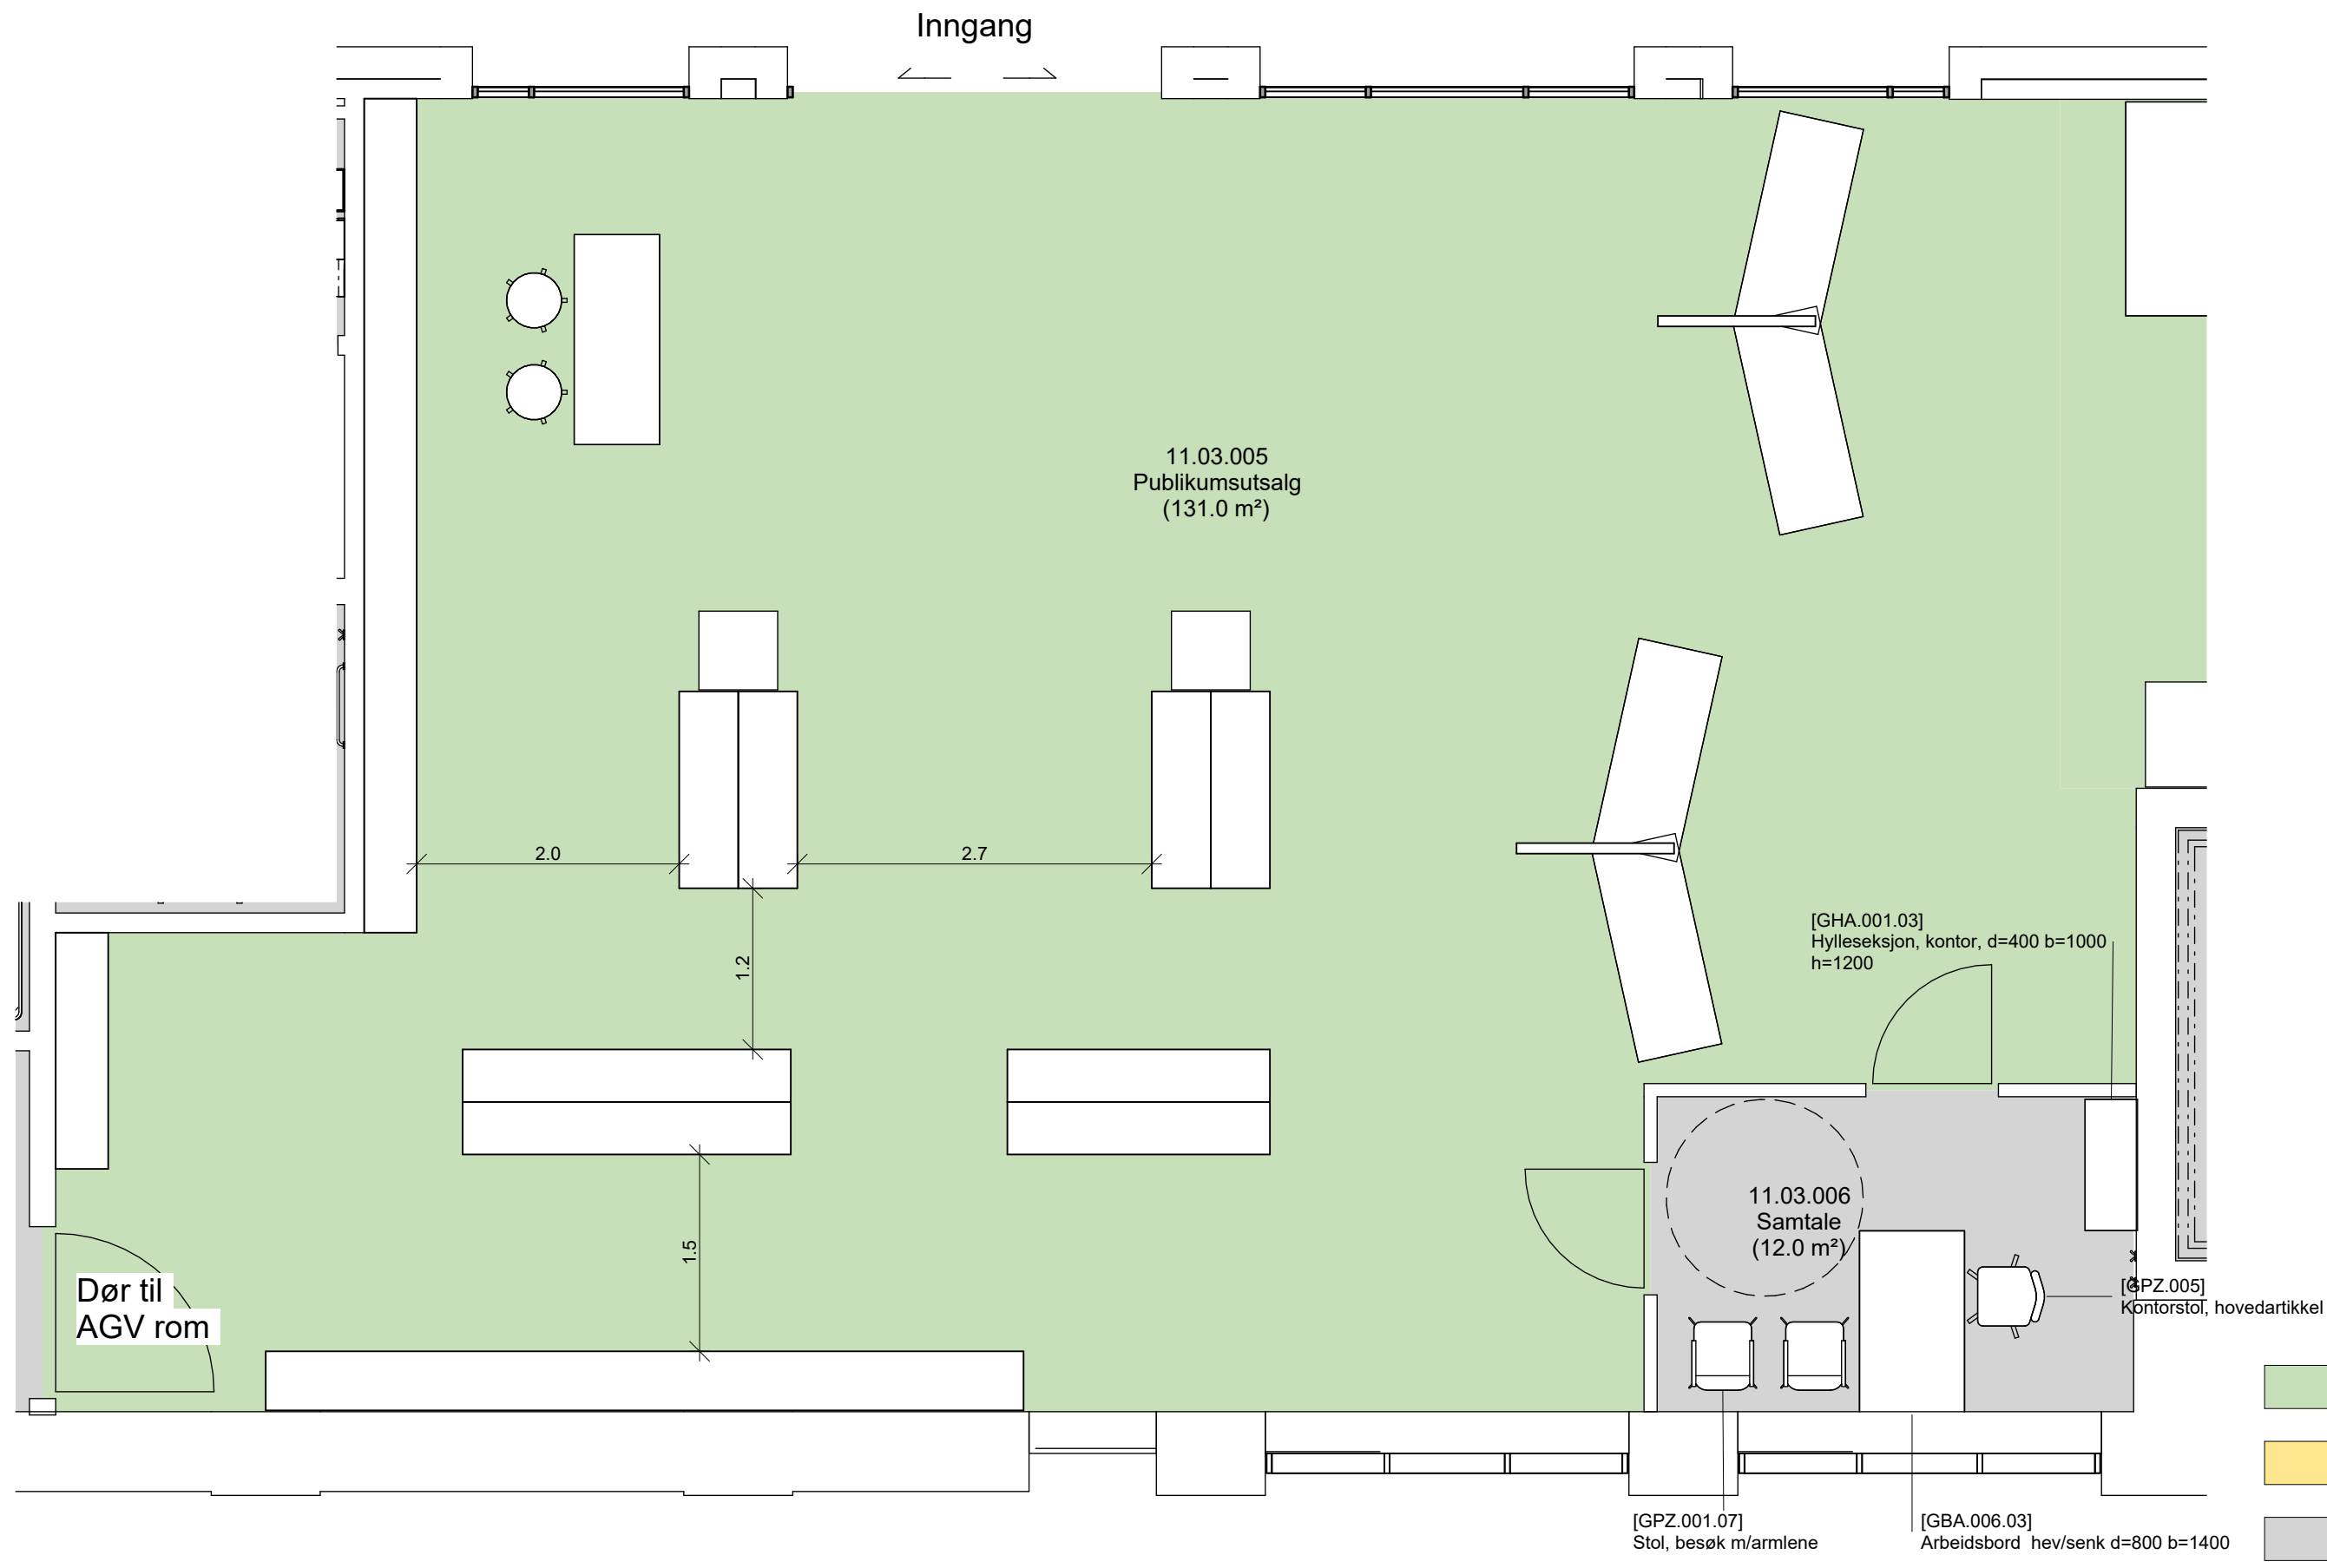 Inngang
11.03.005
Publikumsutsalg
(131.0 m²)
2.0
2.7
1.2
[GHA.001.03]
Hylleseksjon, kontor, d=400 b=1000
h=1200
1.5
11.03.006
Samtale
(12.0 m²)
Dør til
AGV rom
[GPZ.005]
Kontorstol, hovedartikkel
[GPZ.001.07]
Stol, besøk m/armlene
[GBA.006.03]
Arbeidsbord  hev/senk d=800 b=1400